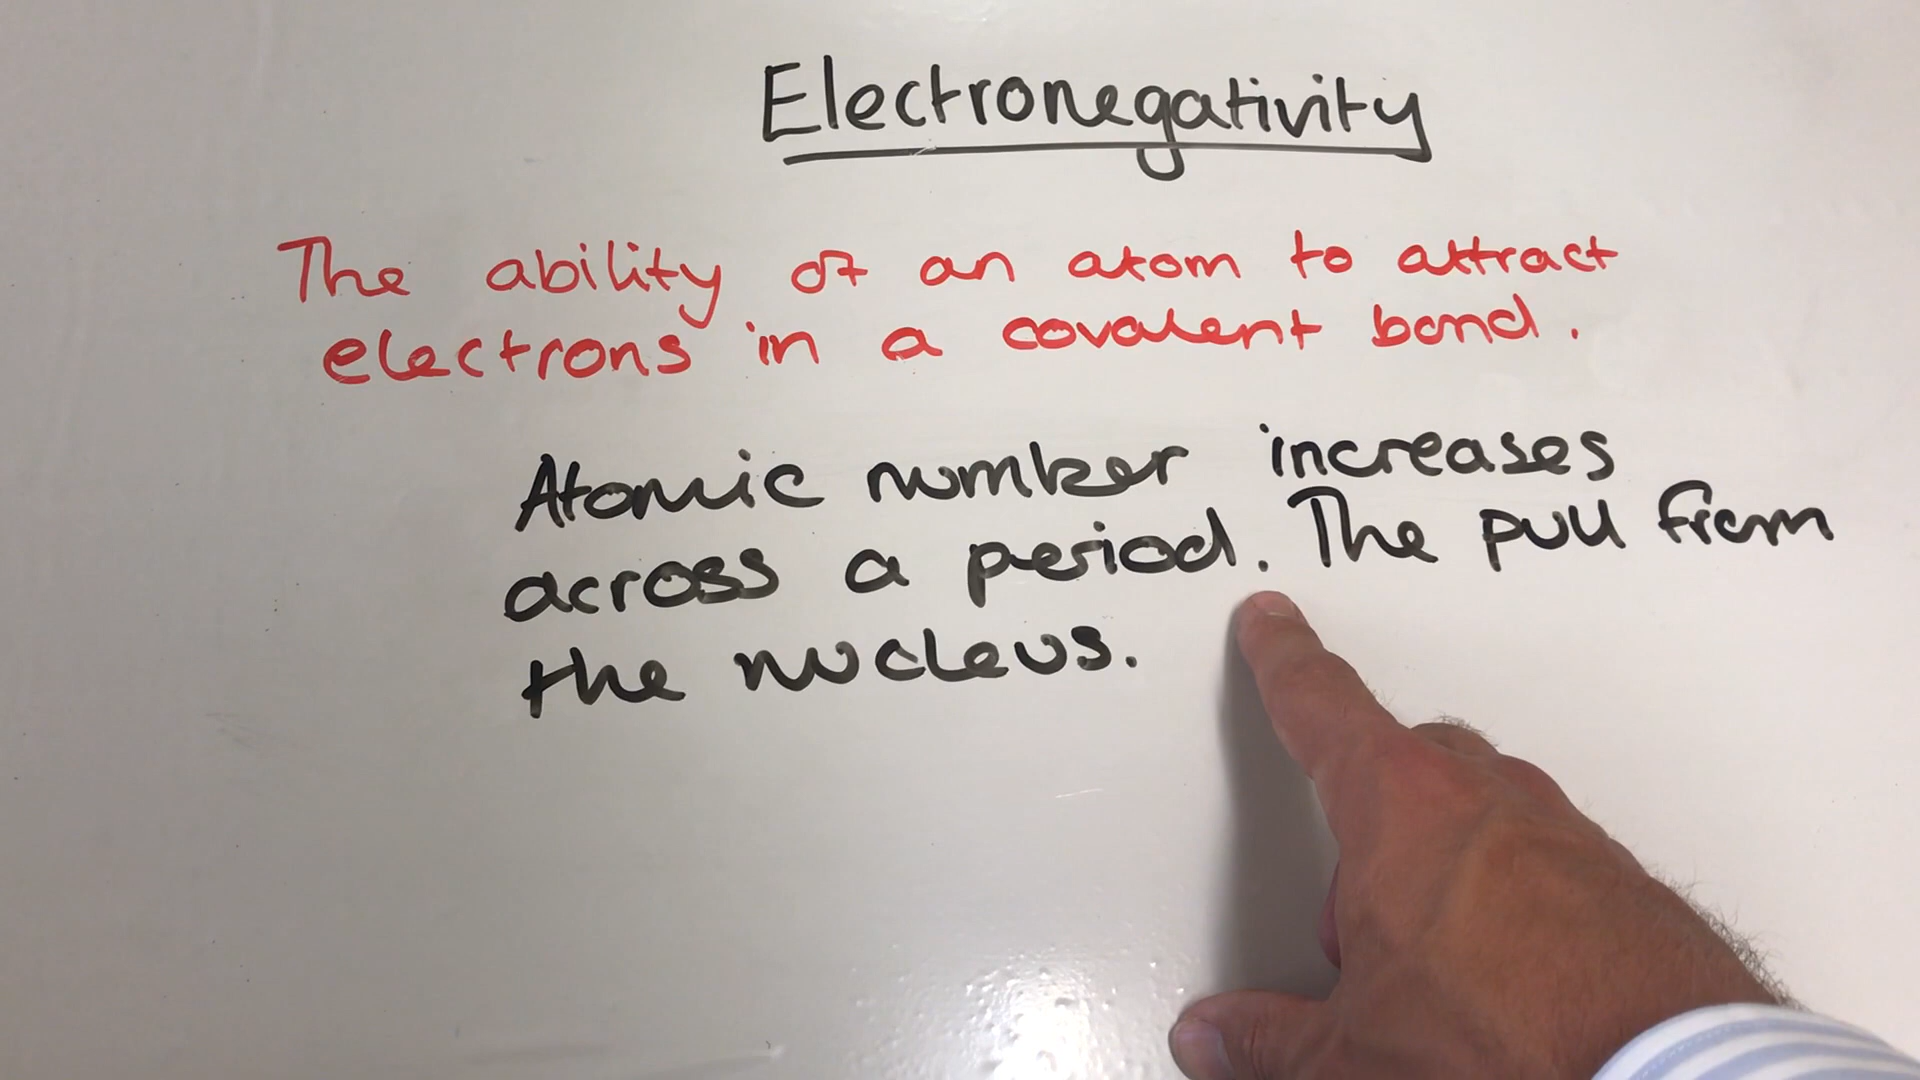 Electronegativity
The ability of an atom to attract
electrons in a covalent bond.
Atomic number increases
across a period. The pull from
the nucleus.